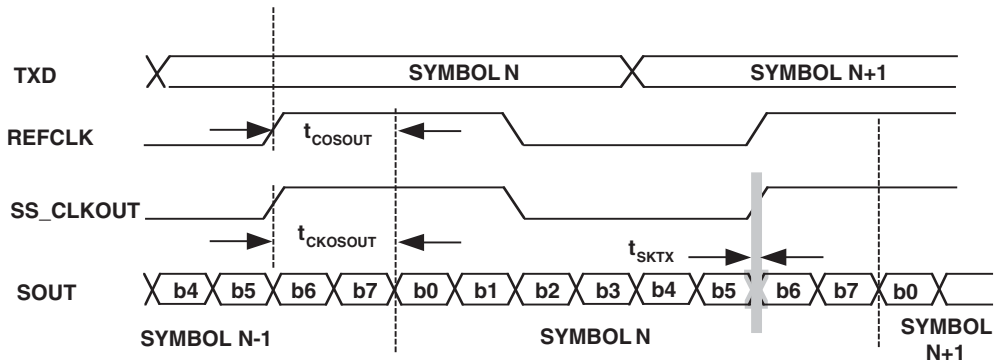 TXD SYMBOL N SYMBOL N+1
REFCLK tCOSOUT
SS_CLKOUT tCKOSOUT
tSKTX
SOUT b4 b5 b6 b7 b0 b1 b2 b3 b4 b5 b6 b7 b0
SYMBOL N-1 SYMBOL N SYMBOL
N+1